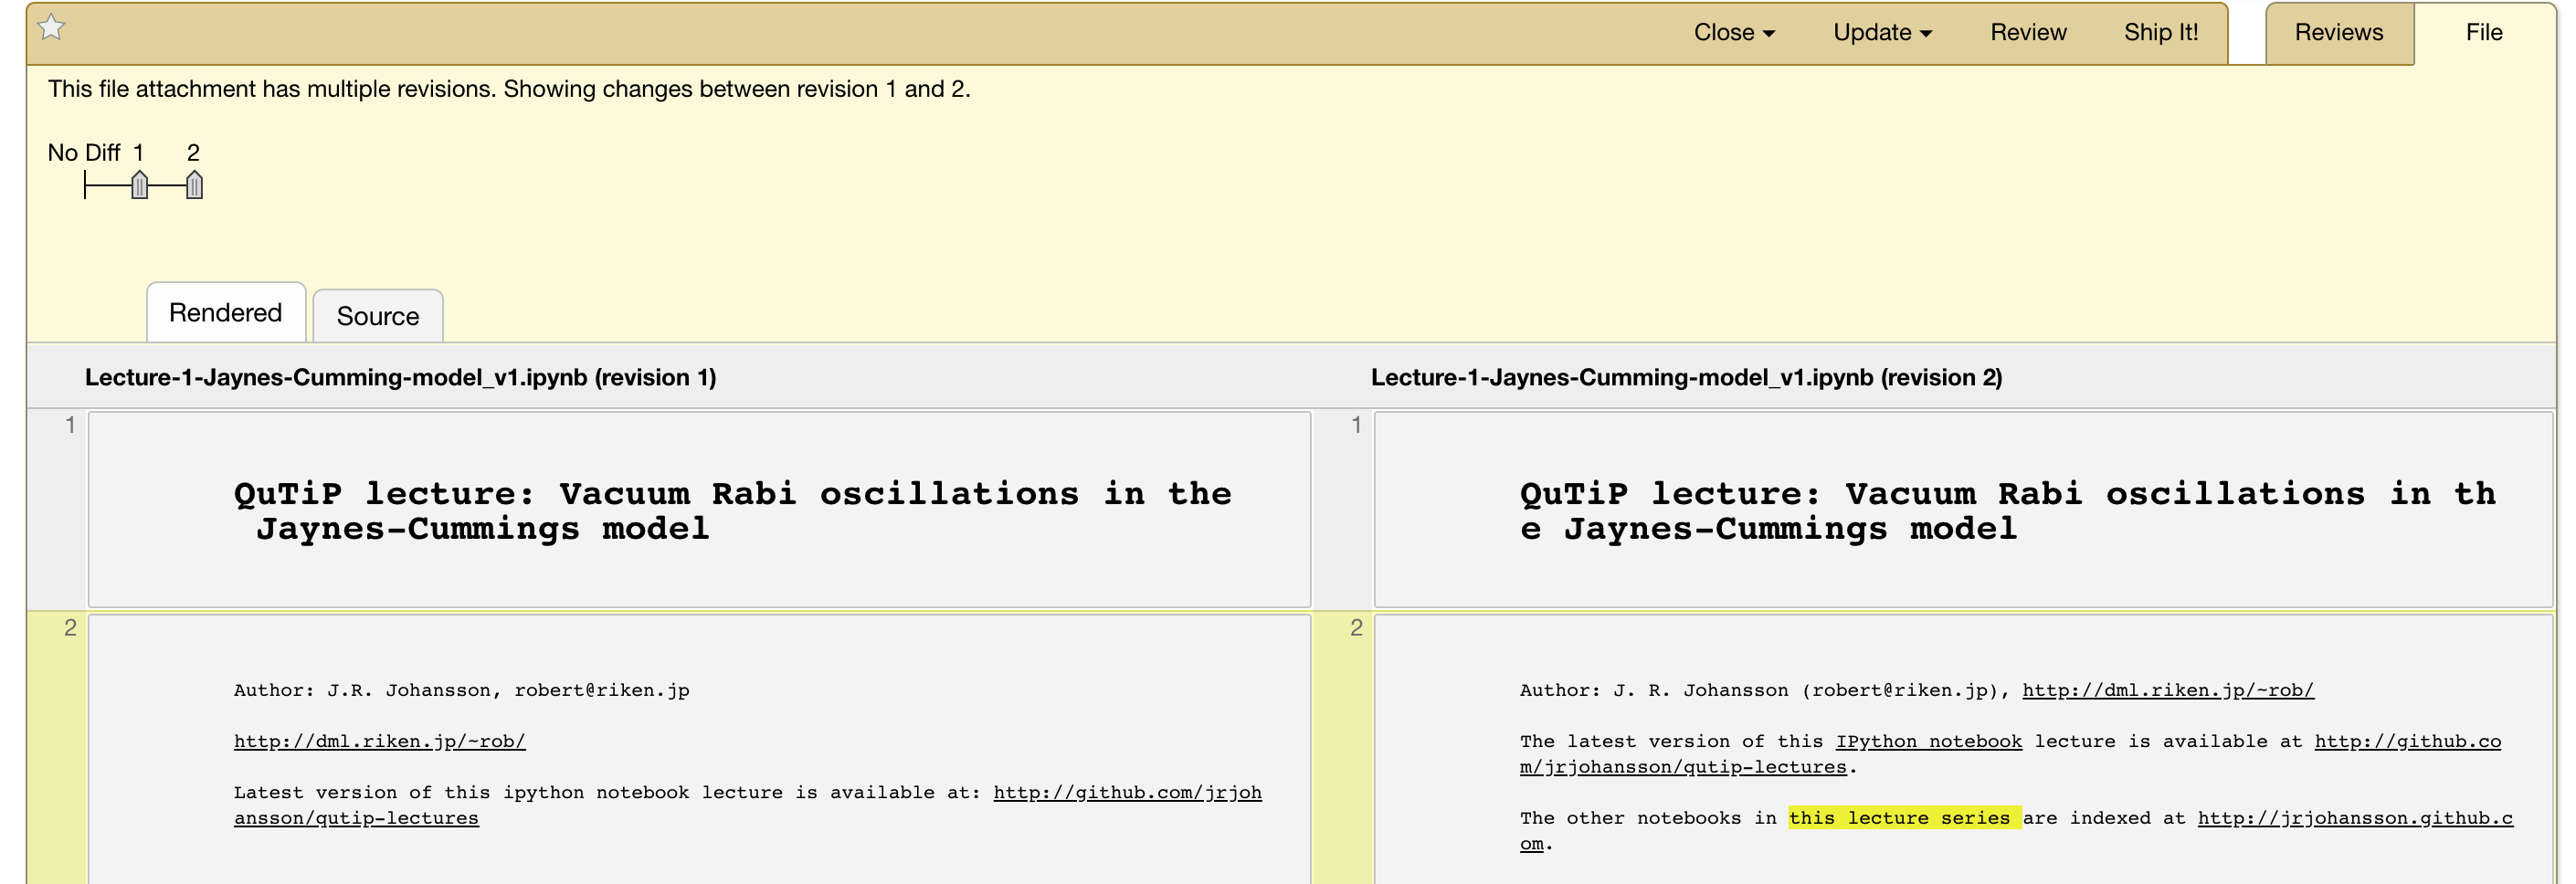 Close Update Review Ship It! Reviews File
This file attachment has multiple revisions. Showing changes between revision 1 and 2.
No Diff 1 2
Rendered Source
Lecture-1-Jaynes-Cumming-model_v1.ipynb (revision 1)
1
QuTiP lecture: Vacuum Rabi oscillations in the
Jaynes-Cummings model
2
Author: J.R. Johansson, robert@riken.jp
http://dml.riken.jp/~rob/
Latest version of this ipython notebook lecture is available at: http://github.com/jrjoh
ansson/qutip-lectures
Lecture-1-Jaynes-Cumming-model_v1.ipynb (revision 2)
1
QuTiP lecture: Vacuum Rabi oscillations in th
e Jaynes-Cummings model
2
Author: J. R. Johansson (robert@riken.jp), http://dml.riken.jp/~rob/
The latest version of this IPython notebook lecture is available at http://github.co
m/jrjohansson/qutip-lectures.
The other notebooks in this lecture series are indexed at http://jrjohansson.github.c
om.